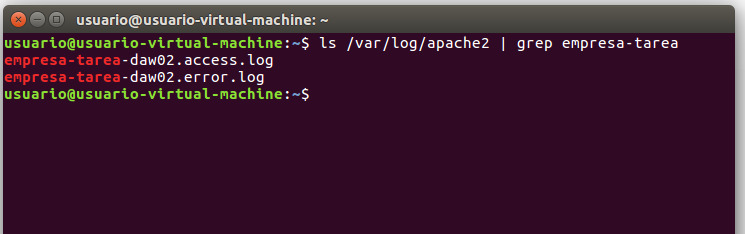 usuario@usuario-virtual-machine: ~
usuario@usuario-virtual-machine:~$ ls /var/log/apache2 | grep empresa-tarea
empresa-tarea-daw02.access.log
empresa-tarea-daw02.error.log
usuario@usuario-virtual-machine:~$